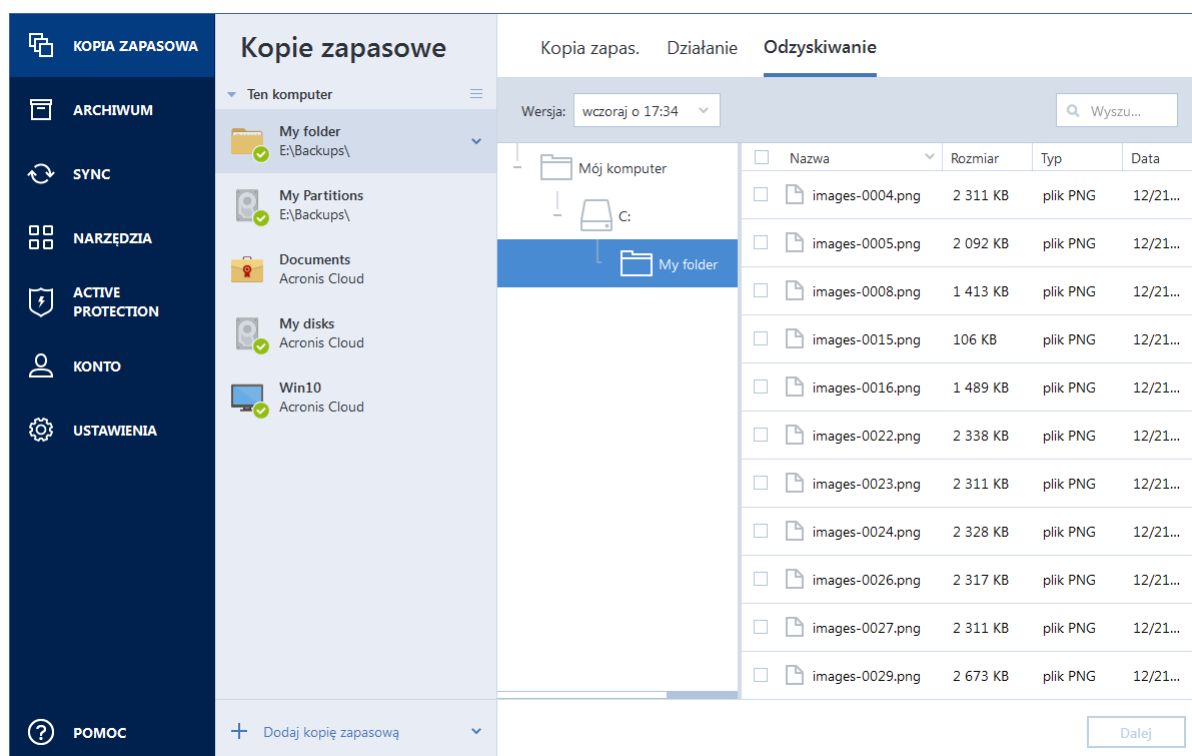 KOPIA ZAPASOWA
ARCHIWUM
SYNC
NARZĘDZIA
ACTIVE
PROTECTION
KONTO
USTAWIENIA
POMOC
Kopie zapasowe
Ten komputer
My folder
E:\Backups\
My Partitions
E:\Backups\
Documents
Acronis Cloud
My disks
Acronis Cloud
Win10
Acronis Cloud
Dodaj kopię zapasową
Kopia zapas. Działanie Odzyskiwanie
Wersja: wczoraj o 17:34 Wyszu...
Mój komputer
C:
My folder
Nazwa Rozmiar Typ Data
images-0004.png 2 311 KB plik PNG 12/21...
images-0005.png 2 092 KB plik PNG 12/21...
images-0008.png 1 413 KB plik PNG 12/21...
images-0015.png 106 KB plik PNG 12/21...
images-0016.png 1 489 KB plik PNG 12/21...
images-0022.png 2 338 KB plik PNG 12/21...
images-0023.png 2 311 KB plik PNG 12/21...
images-0024.png 2 328 KB plik PNG 12/21...
images-0026.png 2 317 KB plik PNG 12/21...
images-0027.png 2 311 KB plik PNG 12/21...
images-0029.png 2 673 KB plik PNG 12/21...
Dalej